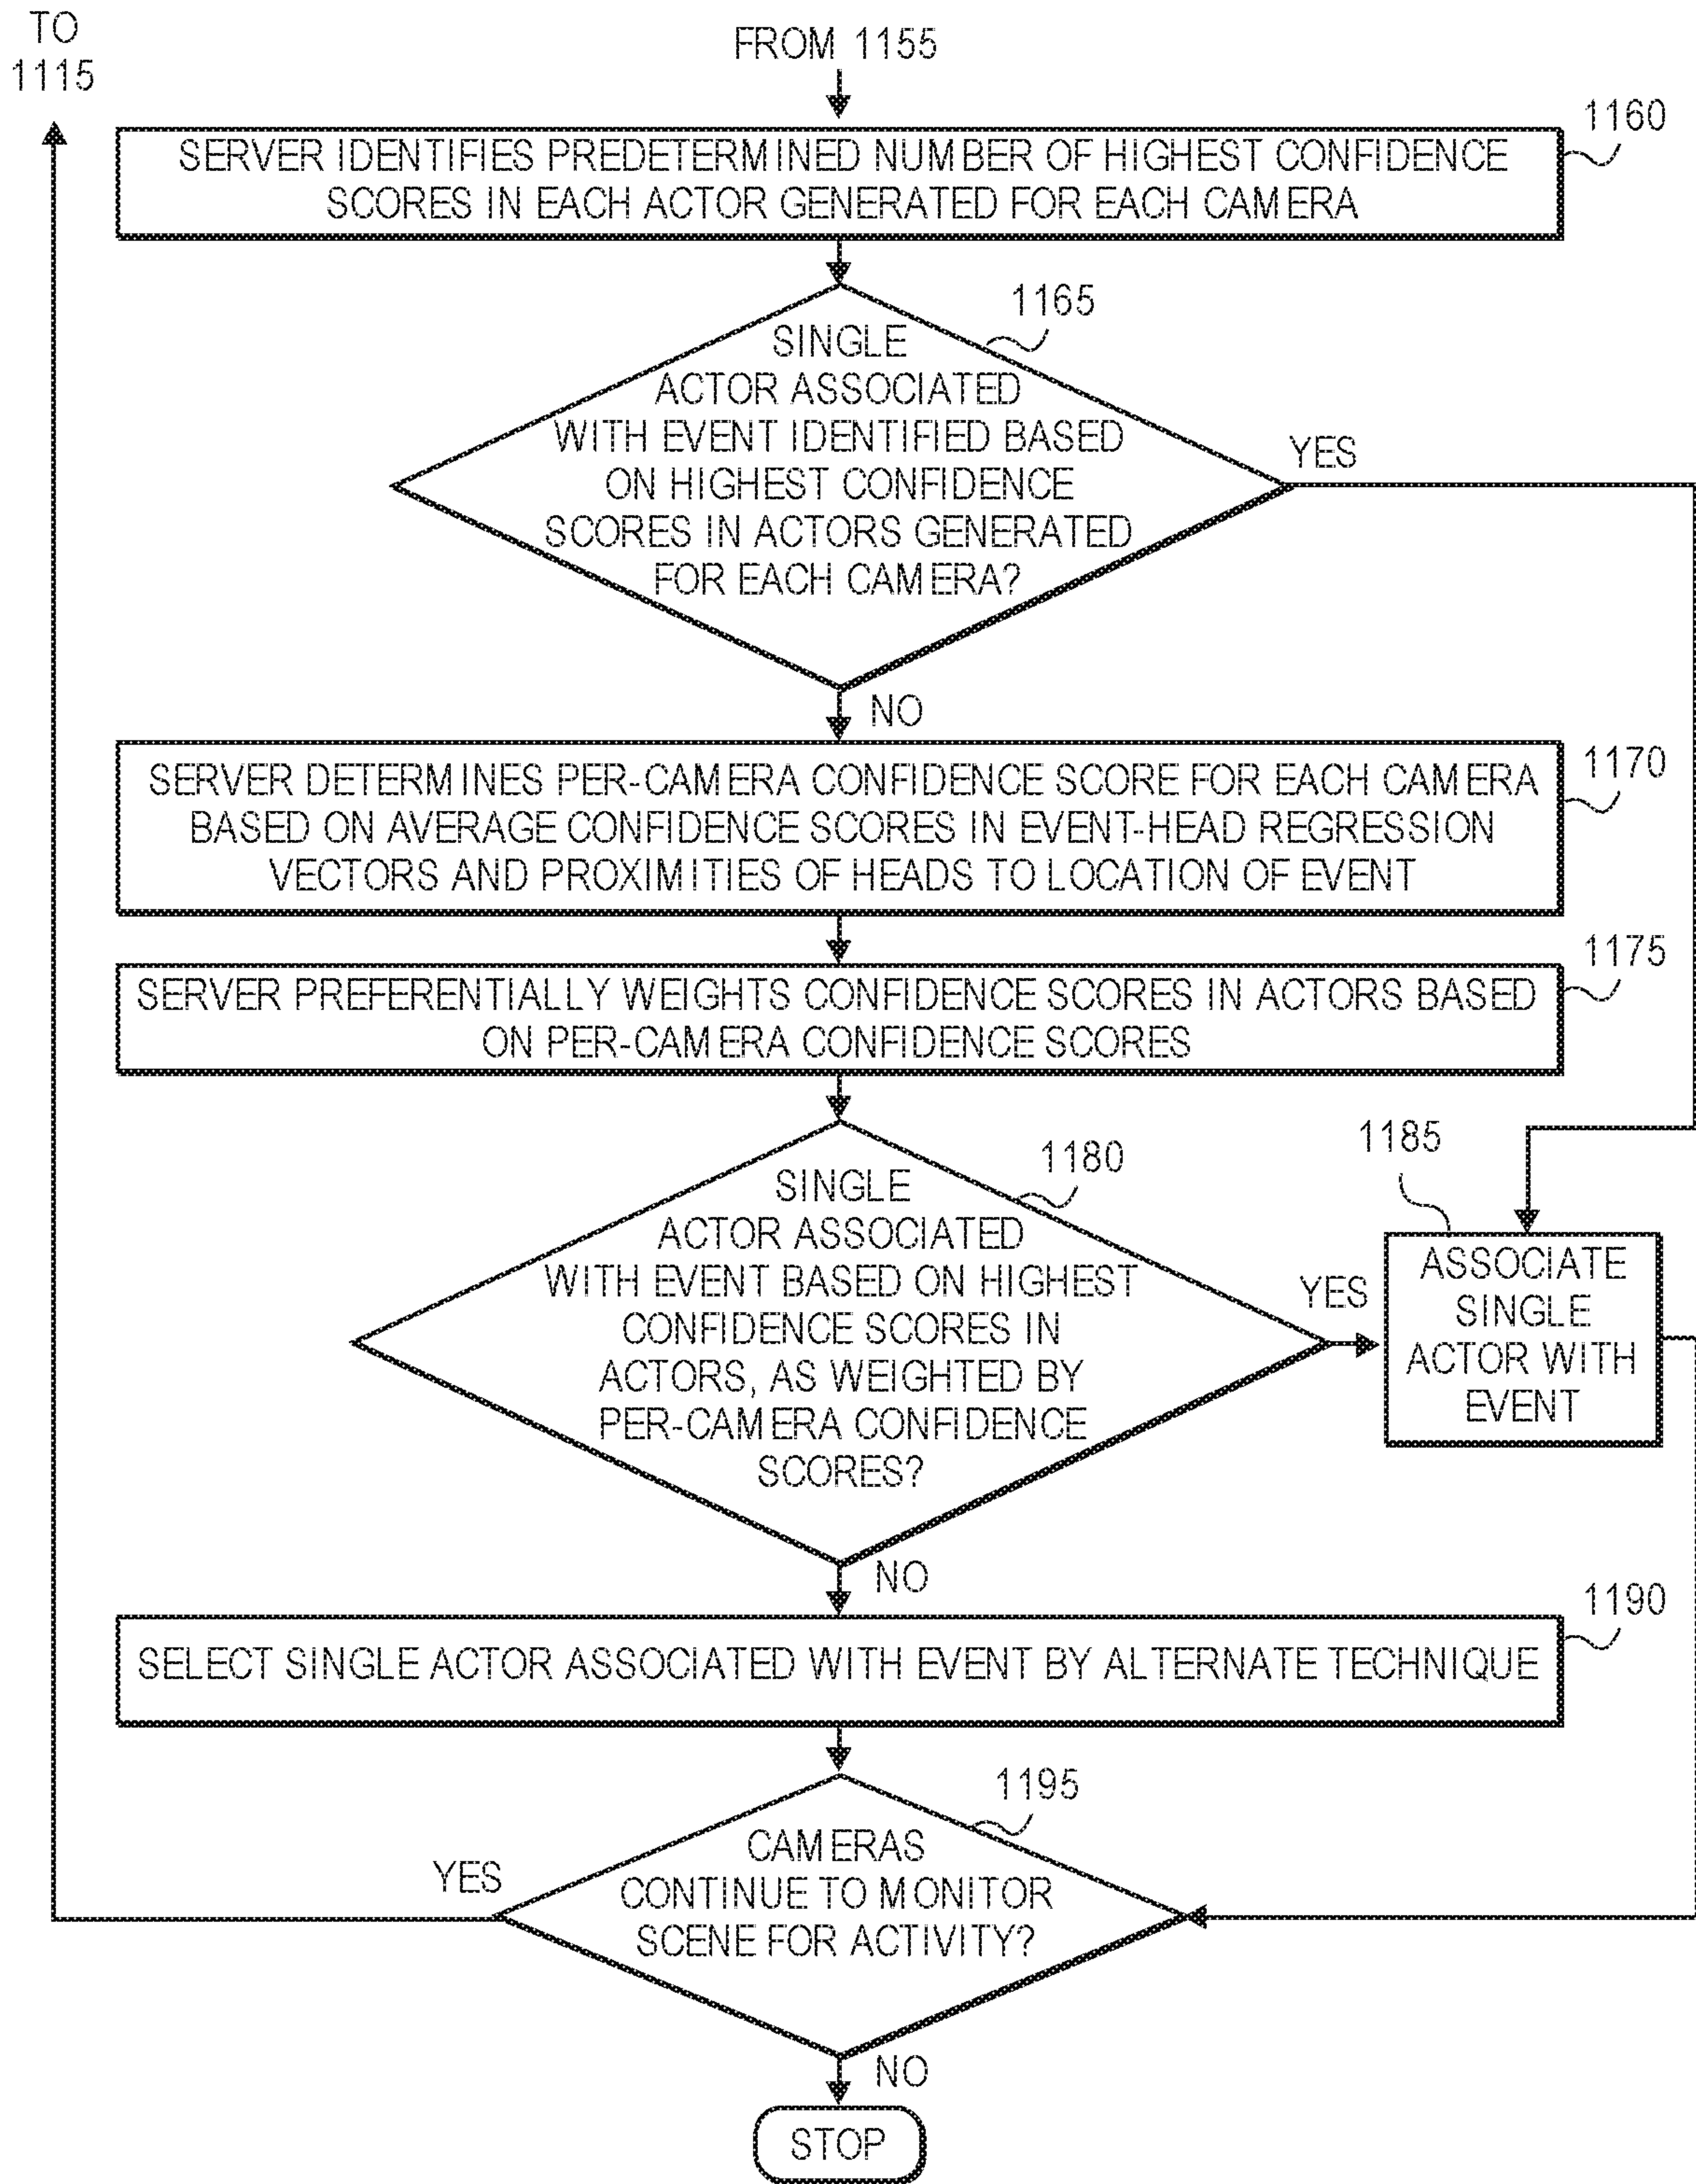 TO
1115
FROM 1155
1160
SERVER IDENTIFIES PREDETERMINED NUMBER OF HIGHEST CONFIDENCE
SCORES IN EACH ACTOR GENERATED FOR EACH CAMERA
1165
SINGLE
ACTOR ASSOCIATED
WITH EVENT IDENTIFIED BASED
ON HIGHEST CONFIDENCE
SCORES IN ACTORS GENERATED
FOR EACH CAMERA?
YES
NO
1170
SERVER DETERMINES PER-CAMERA CONFIDENCE SCORE FOR EACH CAMERA
BASED ON AVERAGE CONFIDENCE SCORES IN EVENT-HEAD REGRESSION
VECTORS AND PROXIMITIES OF HEADS TO LOCATION OF EVENT
1175
SERVER PREFERENTIALLY WEIGHTS CONFIDENCE SCORES IN ACTORS BASED
ON PER-CAMERA CONFIDENCE SCORES
1180
SINGLE
ACTOR ASSOCIATED
WITH EVENT BASED ON HIGHEST
CONFIDENCE SCORES IN
ACTORS, AS WEIGHTED BY
PER-CAMERA CONFIDENCE
SCORES?
YES
1185
ASSOCIATE
SINGLE
ACTOR WITH
EVENT
NO
1190
SELECT SINGLE ACTOR ASSOCIATED WITH EVENT BY ALTERNATE TECHNIQUE
1195
CAMERAS
CONTINUE TO MONITOR
SCENE FOR ACTIVITY?
YES
NO
STOP